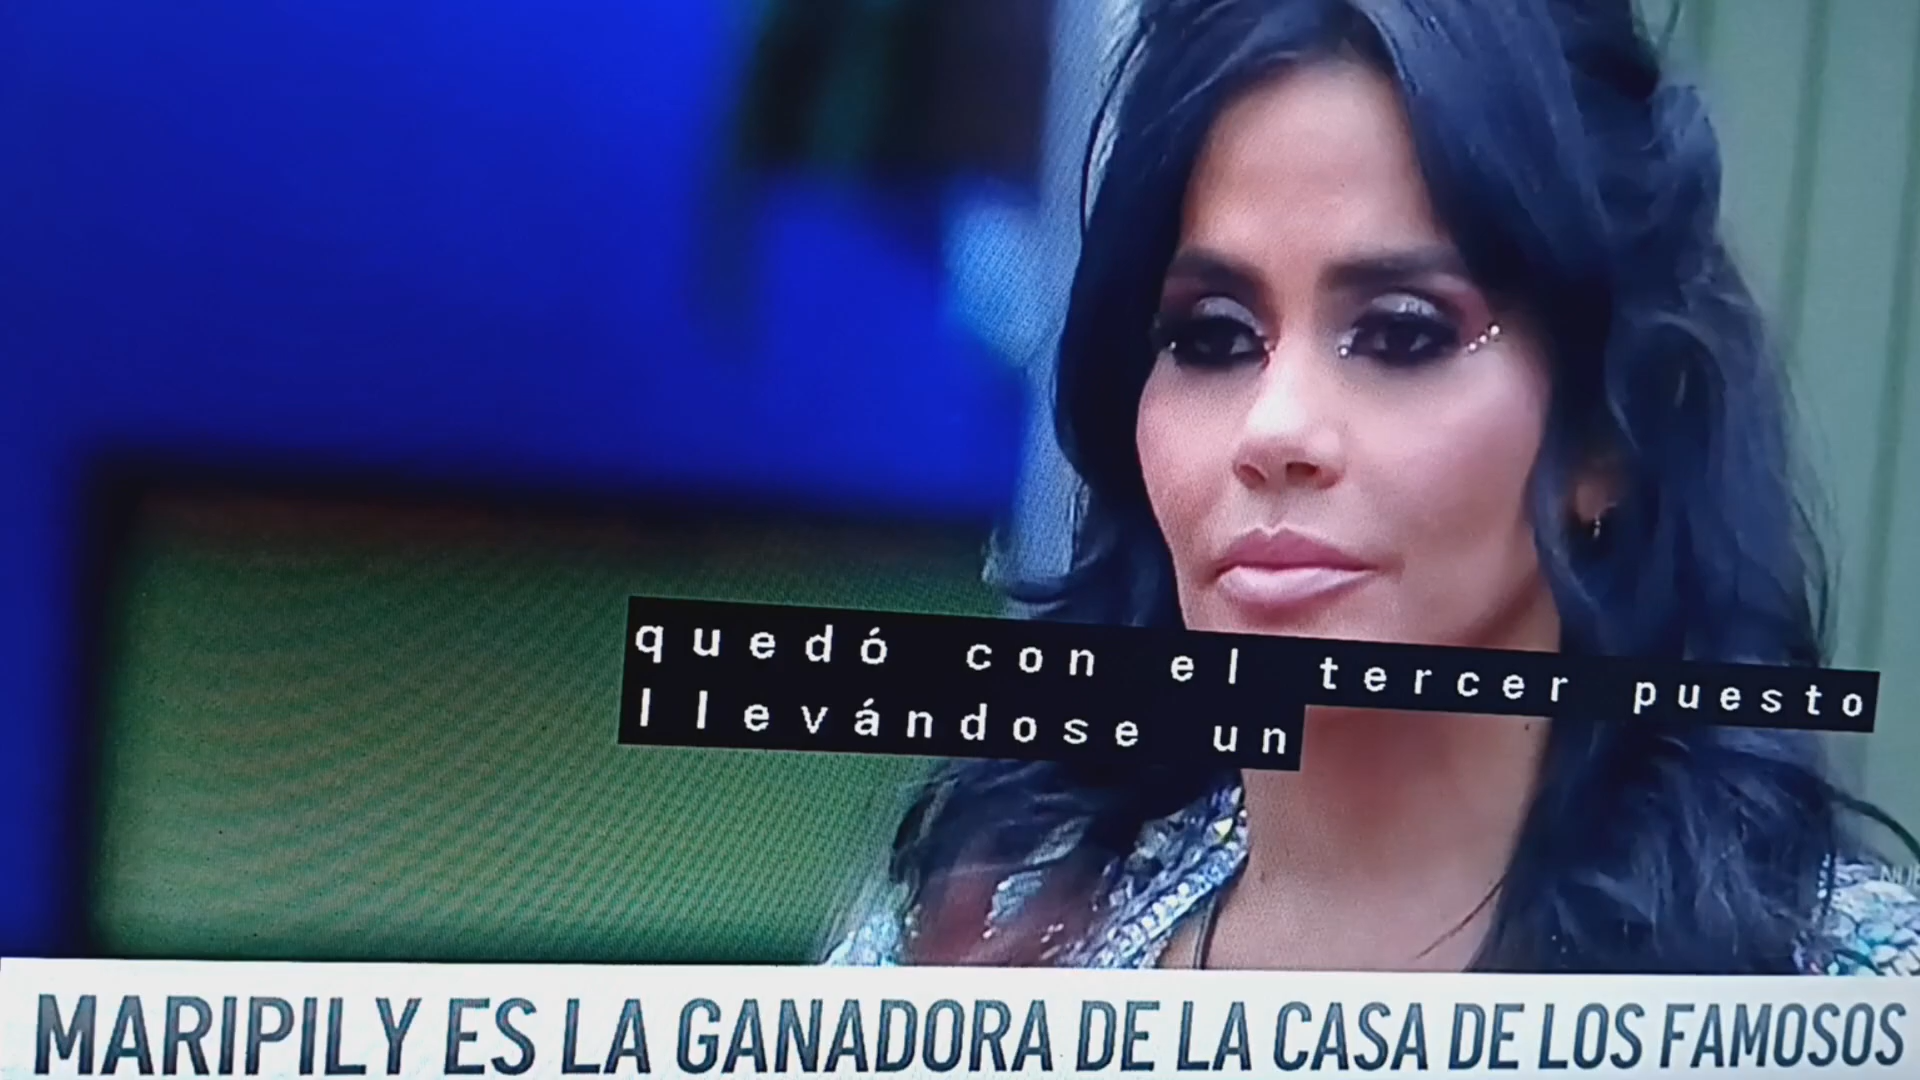 quedó con el tercer puesto
llevándose un
MARIPILY ES LA GANADORA DE LA CASA DE LOS FAMOSOS